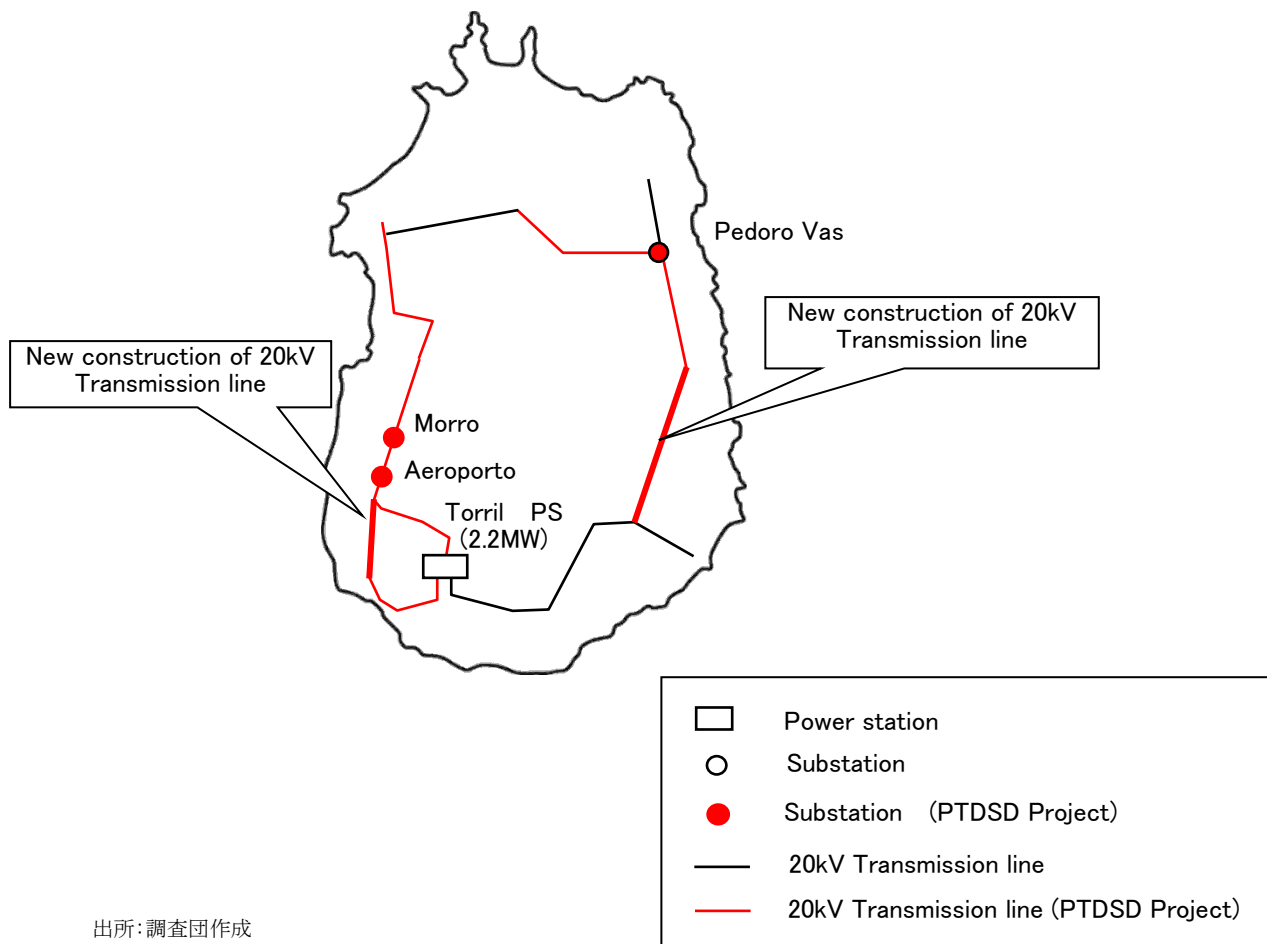 Pedoro Vas
New construction of 20kV
Transmission line
New construction of 20kV
Transmission line
Morro
Aeroporto
Torril PS
(2.2MW)
Power station
Substation
Substation (PTDSD Project)
20kV Transmission line
20kV Transmission line (PTDSD Project)
出所:調査団作成